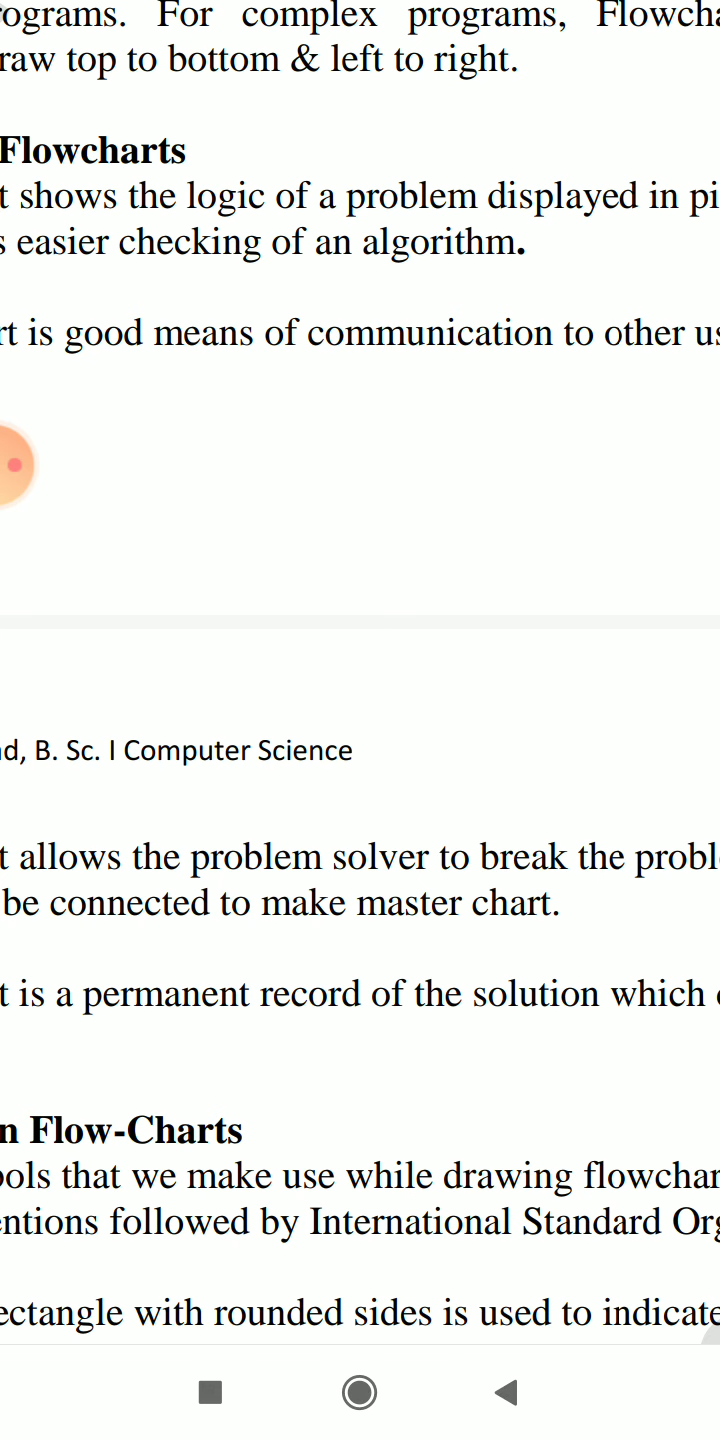 ograms. For complex programs, Flowcha
raw top to bottom & left to right.
Flowcharts
t shows the logic of a problem displayed in pi
s easier checking of an algorithm.
rt is good means of communication to other us
nd, B. Sc. I Computer Science
t allows the problem solver to break the proble
be connected to make master chart.
t is a permanent record of the solution which c
n Flow-Charts
ools that we make use while drawing flowchar
entions followed by International Standard Org
ectangle with rounded sides is used to indicate